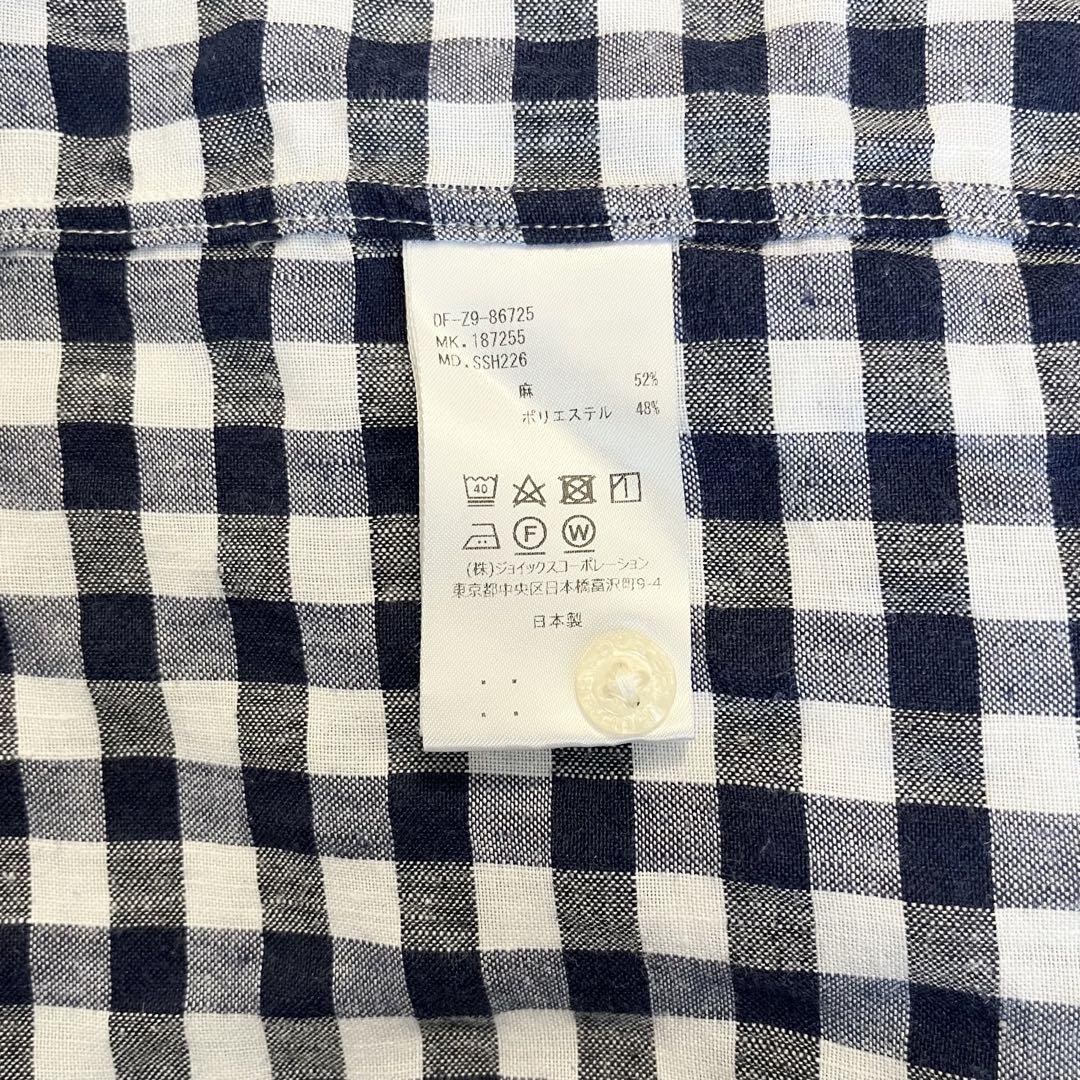 DF-Z9-86725
MK.187255
MD.SSH226
麻 52%
ポリエステル 48%
40
F W
(株)ジョイックスコーポレーション
東京都中央区日本橋富沢町9-4
日本製